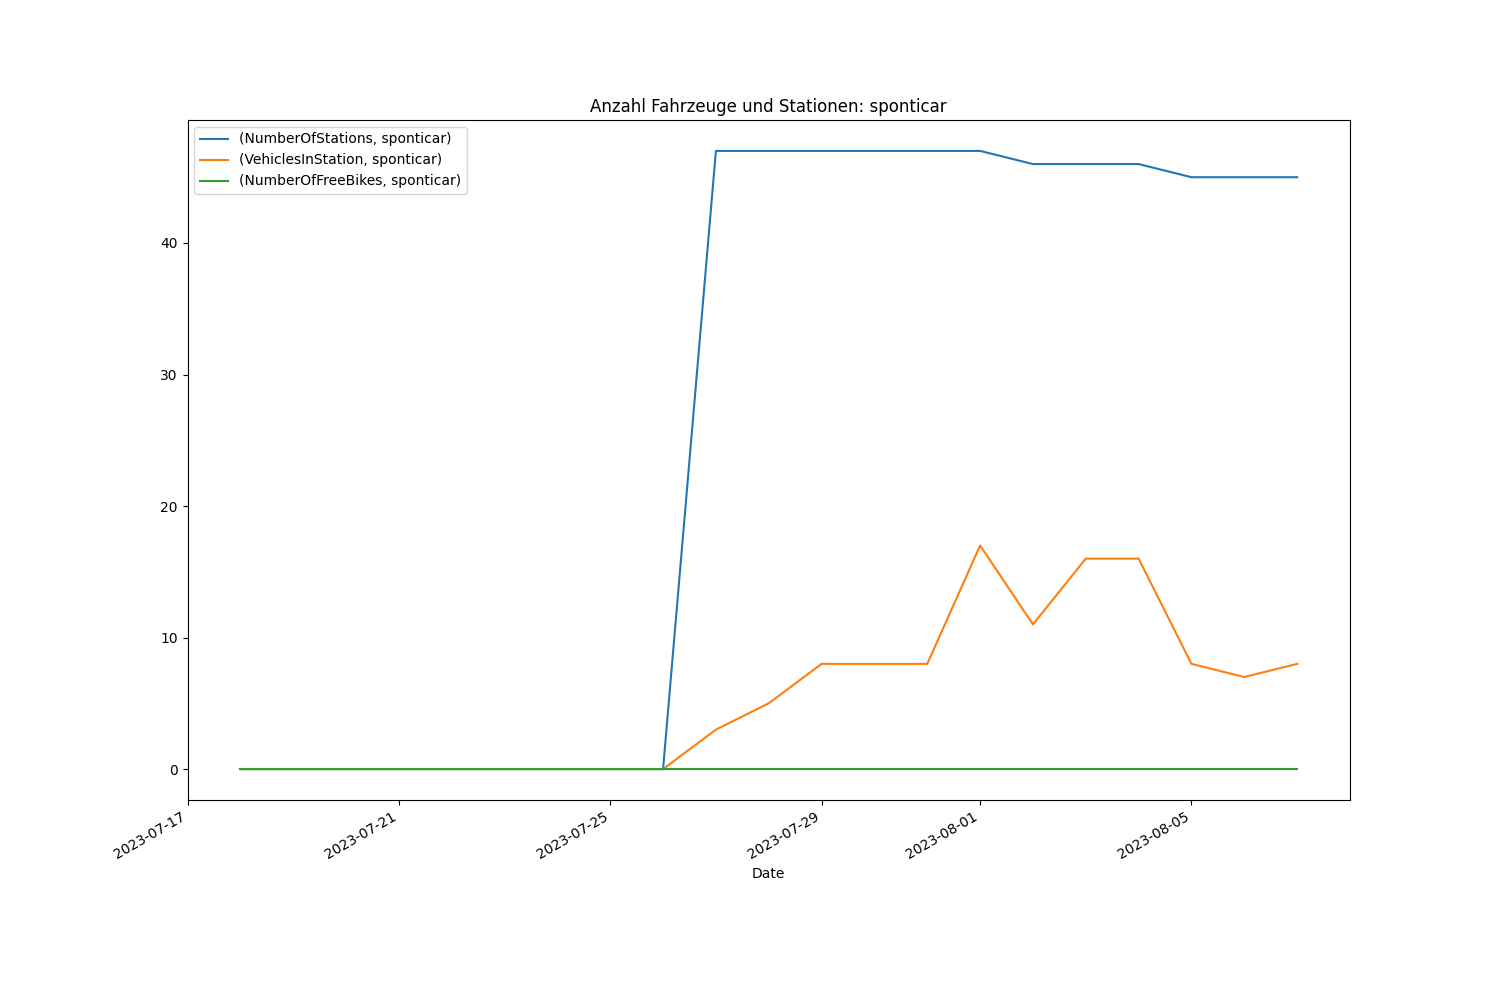 Anzahl Fahrzeuge und Stationen: sponticar
(NumberOfStations, sponticar)
(VehiclesInStation, sponticar)
(NumberOfFreeBikes, sponticar)
40
30
20
10
0
2023-07-17
2023-07-21
2023-07-25
2023-07-29
2023-08-01
2023-08-05
Date